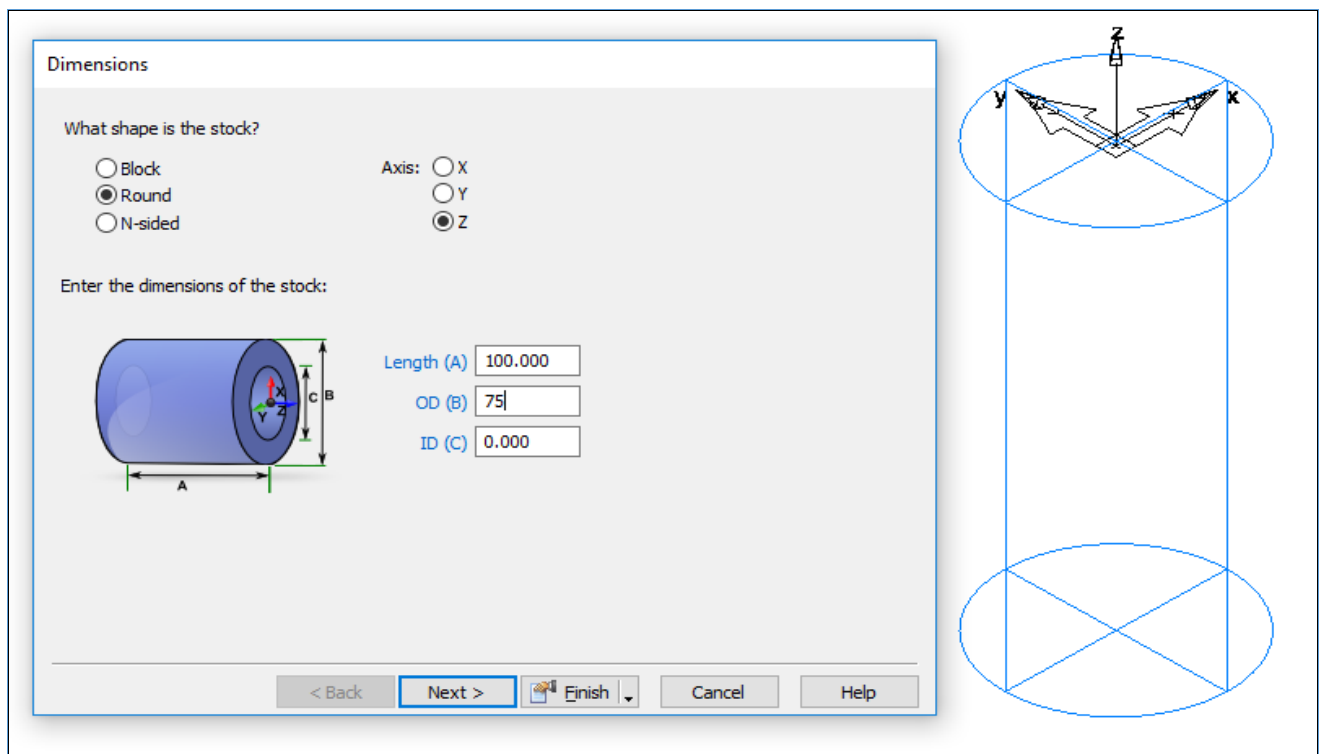 Dimensions
What shape is the stock?
Block
Round
N-sided
Axis:
X
Y
Z
Enter the dimensions of the stock:
X
Y
Z
C
B
A
Length (A) 100.000
OD (B) 75
ID (C) 0.000
< Back
Next >
Finish
Cancel
Help
z
y
x